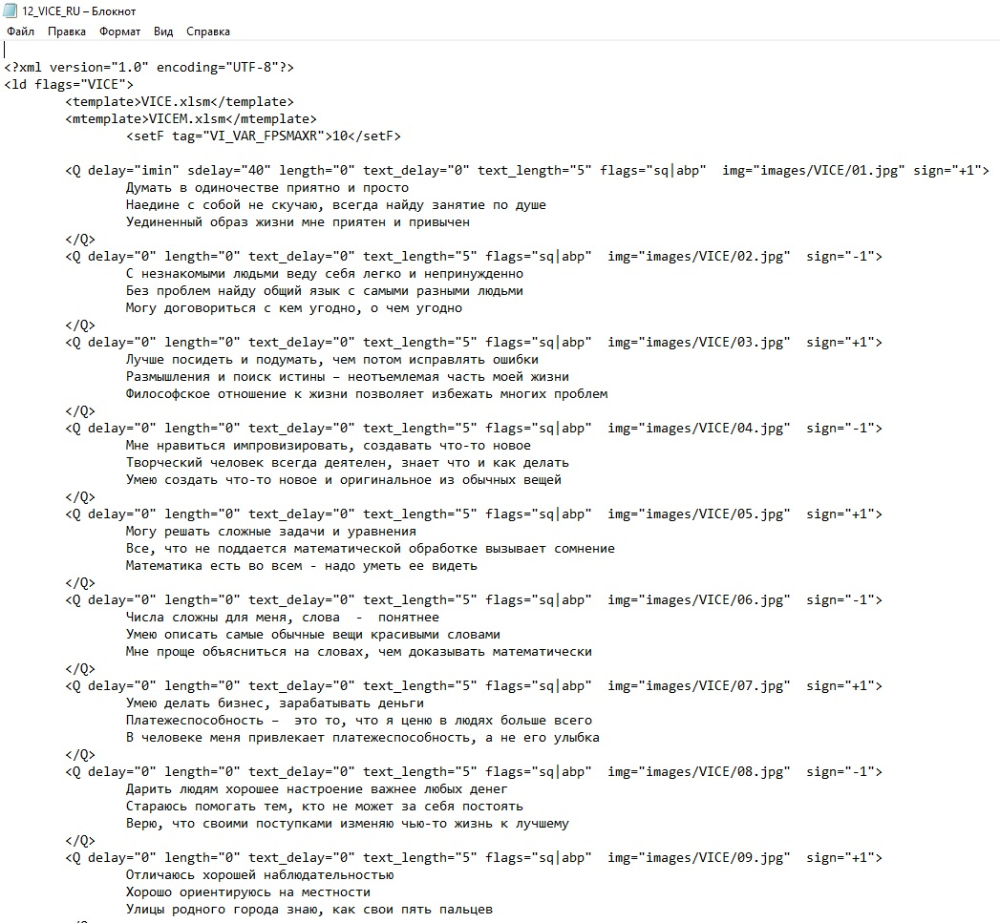 12_VICE_RU – Блокнот
Файл Правка Формат Вид Справка
<?xml version="1.0" encoding="UTF-8"?>
<ld flags="VICE">
<template>VICE.xlsm</template>
<mtemplate>VICEM.xlsm</mtemplate>
<setF tag="VI_VAR_FPSMAXR">10</setF>
<Q delay="imin" sdelay="40" length="0" text_delay="0" text_length="5" flags="sq|abp"  img="images/VICE/01.jpg" sign="+1">
Думать в одиночестве приятно и просто
Наедине с собой не скучаю, всегда найду занятие по душе
Уединенный образ жизни мне приятен и привычен
</Q>
<Q delay="0" length="0" text_delay="0" text_length="5" flags="sq|abp"  img="images/VICE/02.jpg"  sign="-1">
С незнакомыми людьми веду себя легко и непринужденно
Без проблем найду общий язык с самыми разными людьми
Могу договориться с кем угодно, о чем угодно
</Q>
<Q delay="0" length="0" text_delay="0" text_length="5" flags="sq|abp"  img="images/VICE/03.jpg"  sign="+1">
Лучше посидеть и подумать, чем потом исправлять ошибки
Размышления и поиск истины – неотъемлемая часть моей жизни
Философское отношение к жизни позволяет избежать многих проблем
</Q>
<Q delay="0" length="0" text_delay="0" text_length="5" flags="sq|abp"  img="images/VICE/04.jpg"  sign="-1">
Мне нравиться импровизировать, создавать что-то новое
Творческий человек всегда деятелен, знает что и как делать
Умею создать что-то новое и оригинальное из обычных вещей
</Q>
<Q delay="0" length="0" text_delay="0" text_length="5" flags="sq|abp"  img="images/VICE/05.jpg"  sign="+1">
Могу решать сложные задачи и уравнения
Все, что не поддается математической обработке вызывает сомнение
Математика есть во всем - надо уметь ее видеть
</Q>
<Q delay="0" length="0" text_delay="0" text_length="5" flags="sq|abp"  img="images/VICE/06.jpg"  sign="-1">
Числа сложны для меня, слова  -  понятнее
Умею описать самые обычные вещи красивыми словами
Мне проще объясниться на словах, чем доказывать математически
</Q>
<Q delay="0" length="0" text_delay="0" text_length="5" flags="sq|abp"  img="images/VICE/07.jpg"  sign="+1">
Умею делать бизнес, зарабатывать деньги
Платежеспособность –  это то, что я ценю в людях больше всего
В человеке меня привлекает платежеспособность, а не его улыбка
</Q>
<Q delay="0" length="0" text_delay="0" text_length="5" flags="sq|abp"  img="images/VICE/08.jpg"  sign="-1">
Дарить людям хорошее настроение важнее любых денег
Стараюсь помогать тем, кто не может за себя постоять
Верю, что своими поступками изменяю чью-то жизнь к лучшему
</Q>
<Q delay="0" length="0" text_delay="0" text_length="5" flags="sq|abp"  img="images/VICE/09.jpg"  sign="+1">
Отличаюсь хорошей наблюдательностью
Хорошо ориентируюсь на местности
Улицы родного города знаю, как свои пять пальцев